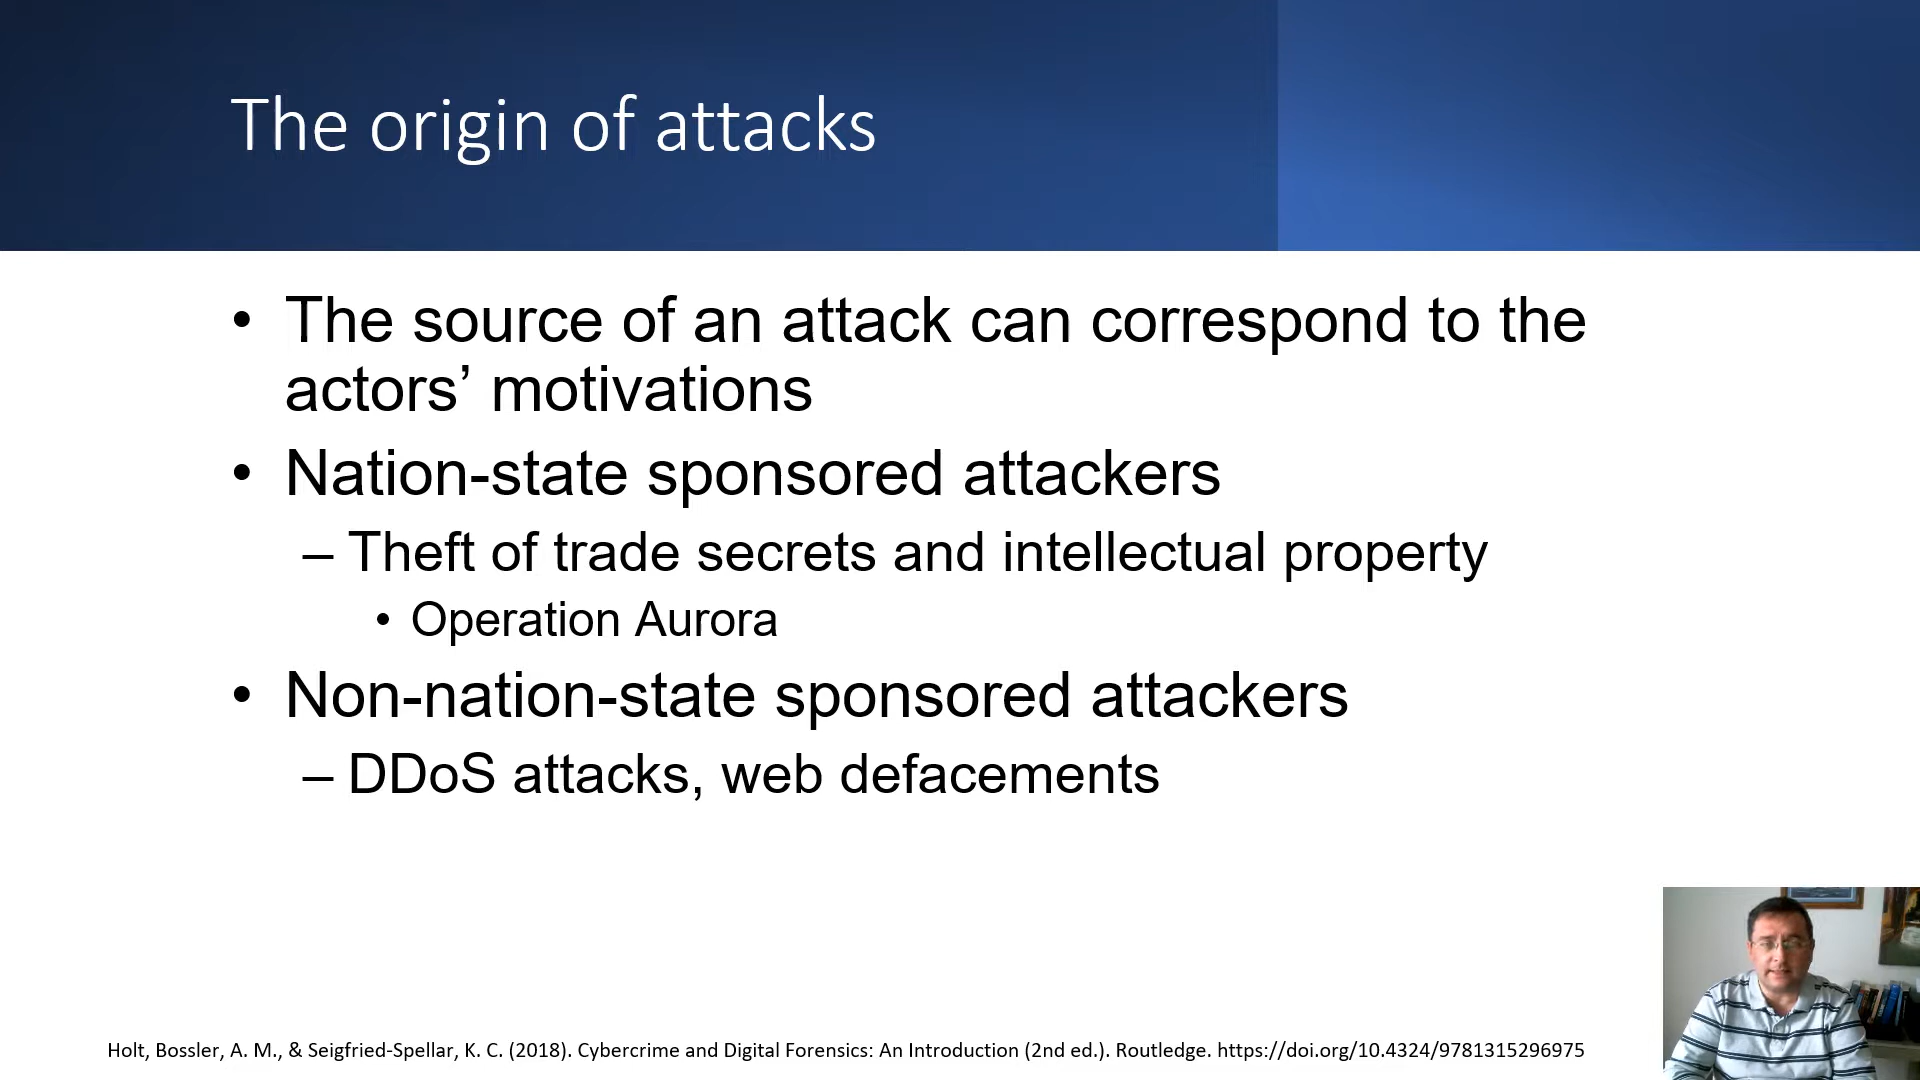 The origin of attacks
• The source of an attack can correspond to the
actors’ motivations
• Nation-state sponsored attackers
– Theft of trade secrets and intellectual property
• Operation Aurora
• Non-nation-state sponsored attackers
– DDoS attacks, web defacements
Holt, Bossler, A. M., & Seigfried-Spellar, K. C. (2018). Cybercrime and Digital Forensics: An Introduction (2nd ed.). Routledge. https://doi.org/10.4324/9781315296975